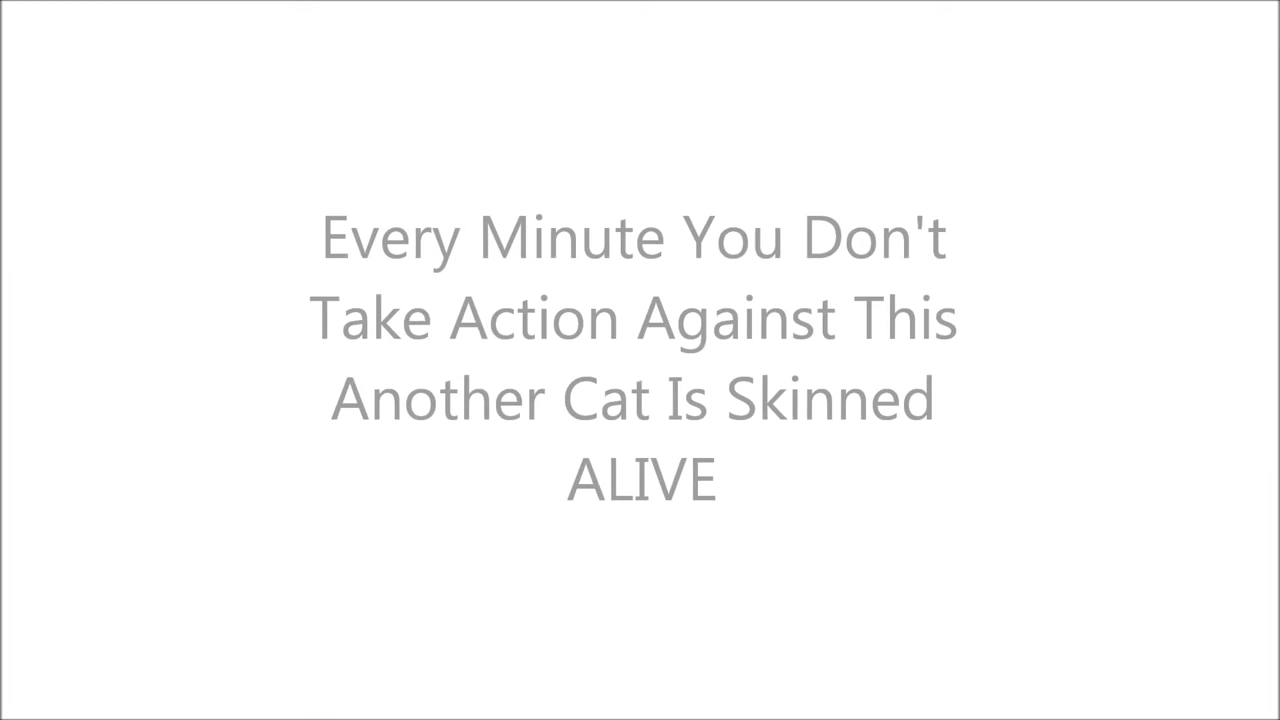 Every Minute You Don't
Take Action Against This
Another Cat Is Skinned
ALIVE